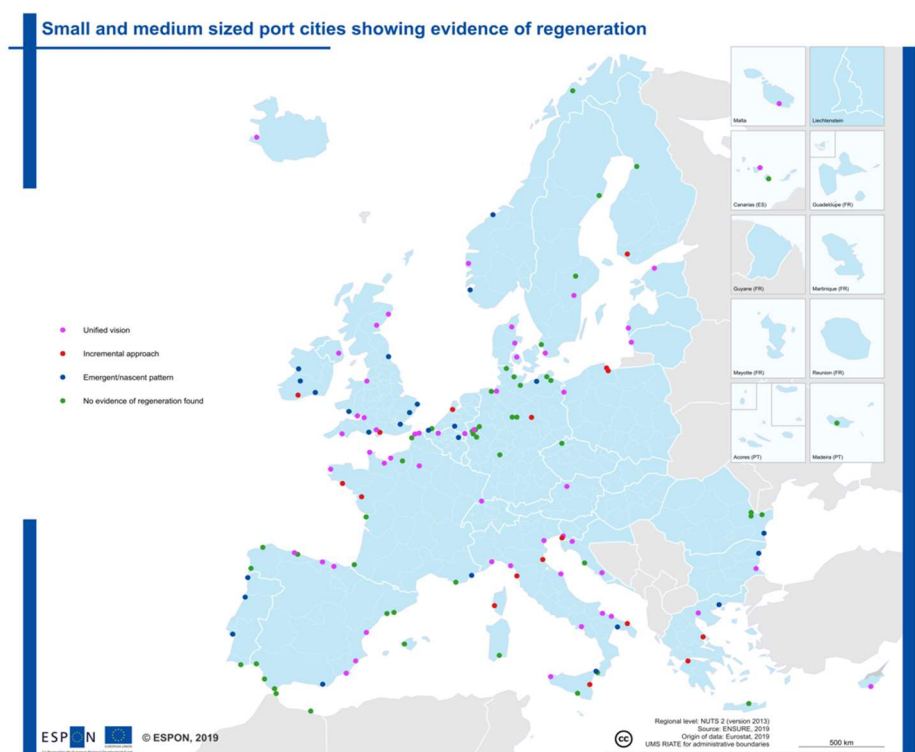 Small and medium sized port cities showing evidence of regeneration
Malta
Liechtenstein
Canarias (ES)
Guadeloupe (FR)
Guyane (FR)
Martinique (FR)
Mayotte (FR)
Reunion (FR)
Acores (PT)
Madeira (PT)
Unified vision
Incremental approach
Emergent/nascent pattern
No evidence of regeneration found
ESPON
© ESPON, 2019
cc
Regional level: NUTS 2 (version 2013)
Source: ENSURE, 2019
Origin of data: Eurostat, 2019
UMS RIATE for administrative boundaries
500 km